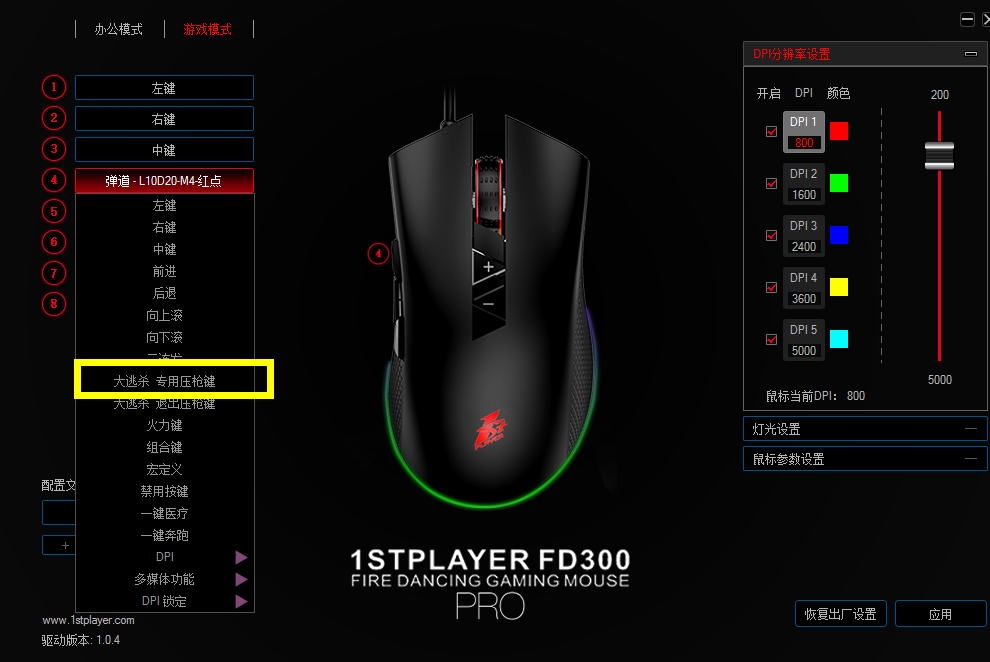 办公模式
游戏模式
1 左键
2 右键
3 中键
4 弹道 - L10D20-M4-红点
5
6
7
8
左键
右键
中键
前进
后退
向上滚
向下滚
大逃杀 专用压枪键
大逃杀 退出压枪键
火力键
组合键
宏定义
禁用按键
一键医疗
一键奔跑
DPI
多媒体功能
DPI 锁定
配置文
+
www.1stplayer.com
驱动版本: 1.0.4
4
+
1STPLAYER FD300
FIRE DANCING GAMING MOUSE
PRO
DPI分辨率设置
开启 DPI 颜色
200
DPI 1
800
DPI 2
1600
DPI 3
2400
DPI 4
3600
DPI 5
5000
5000
鼠标当前DPI: 800
灯光设置
鼠标参数设置
恢复出厂设置
应用